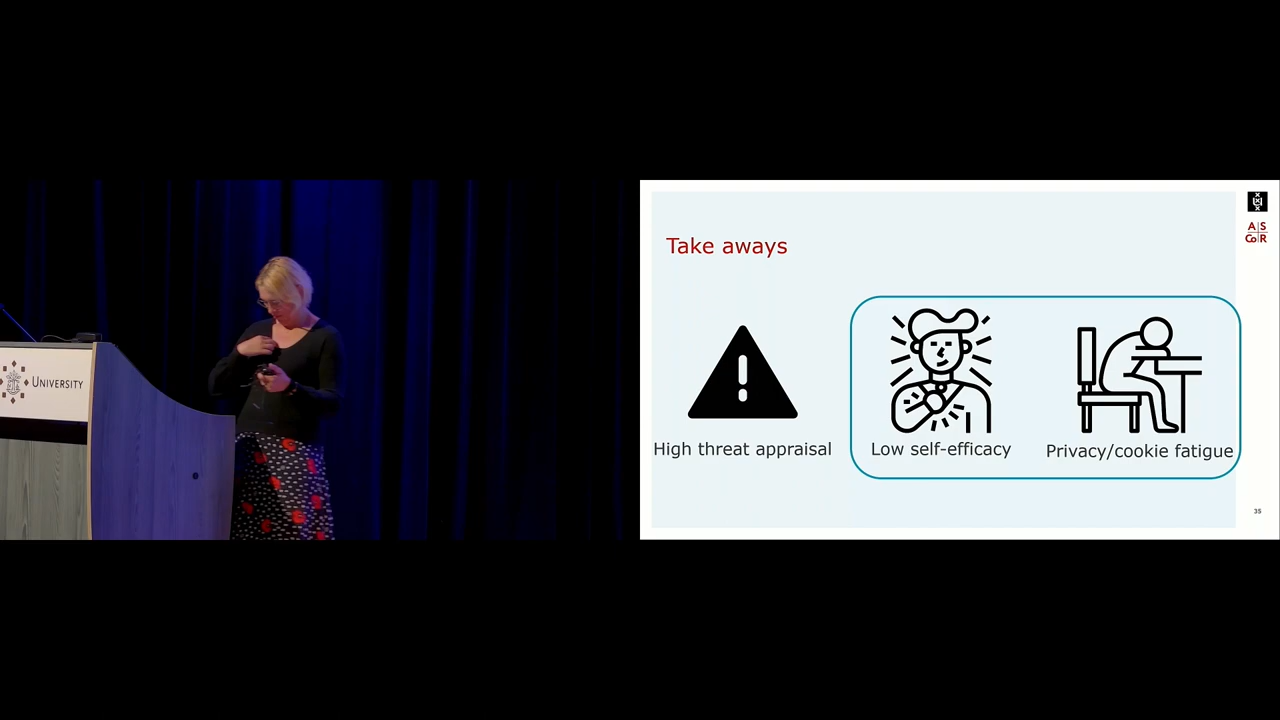 UNIVERSITY
Take aways
A S
Co R
High threat appraisal
Low self-efficacy
Privacy/cookie fatigue
35